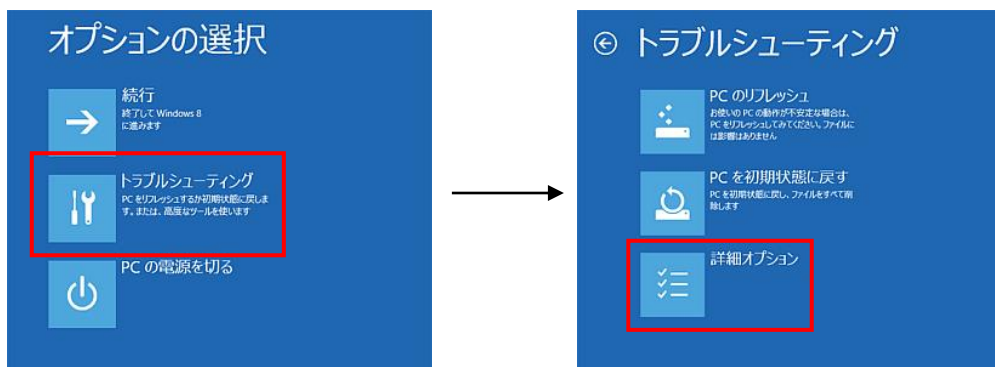 オプションの選択
続行
終了して Windows 8
に進みます
トラブルシューティング
PC をリフレッシュするか初期状態に戻しま
す。または、高度なツールを使います
PC の電源を切る
トラブルシューティング
PC のリフレッシュ
お使いの PC の動作が不安定な場合は、
PC をリフレッシュしてみてください。ファイルに
は影響はありません
PC を初期状態に戻す
PC を初期状態に戻し、ファイルをすべて削
除します
詳細オプション